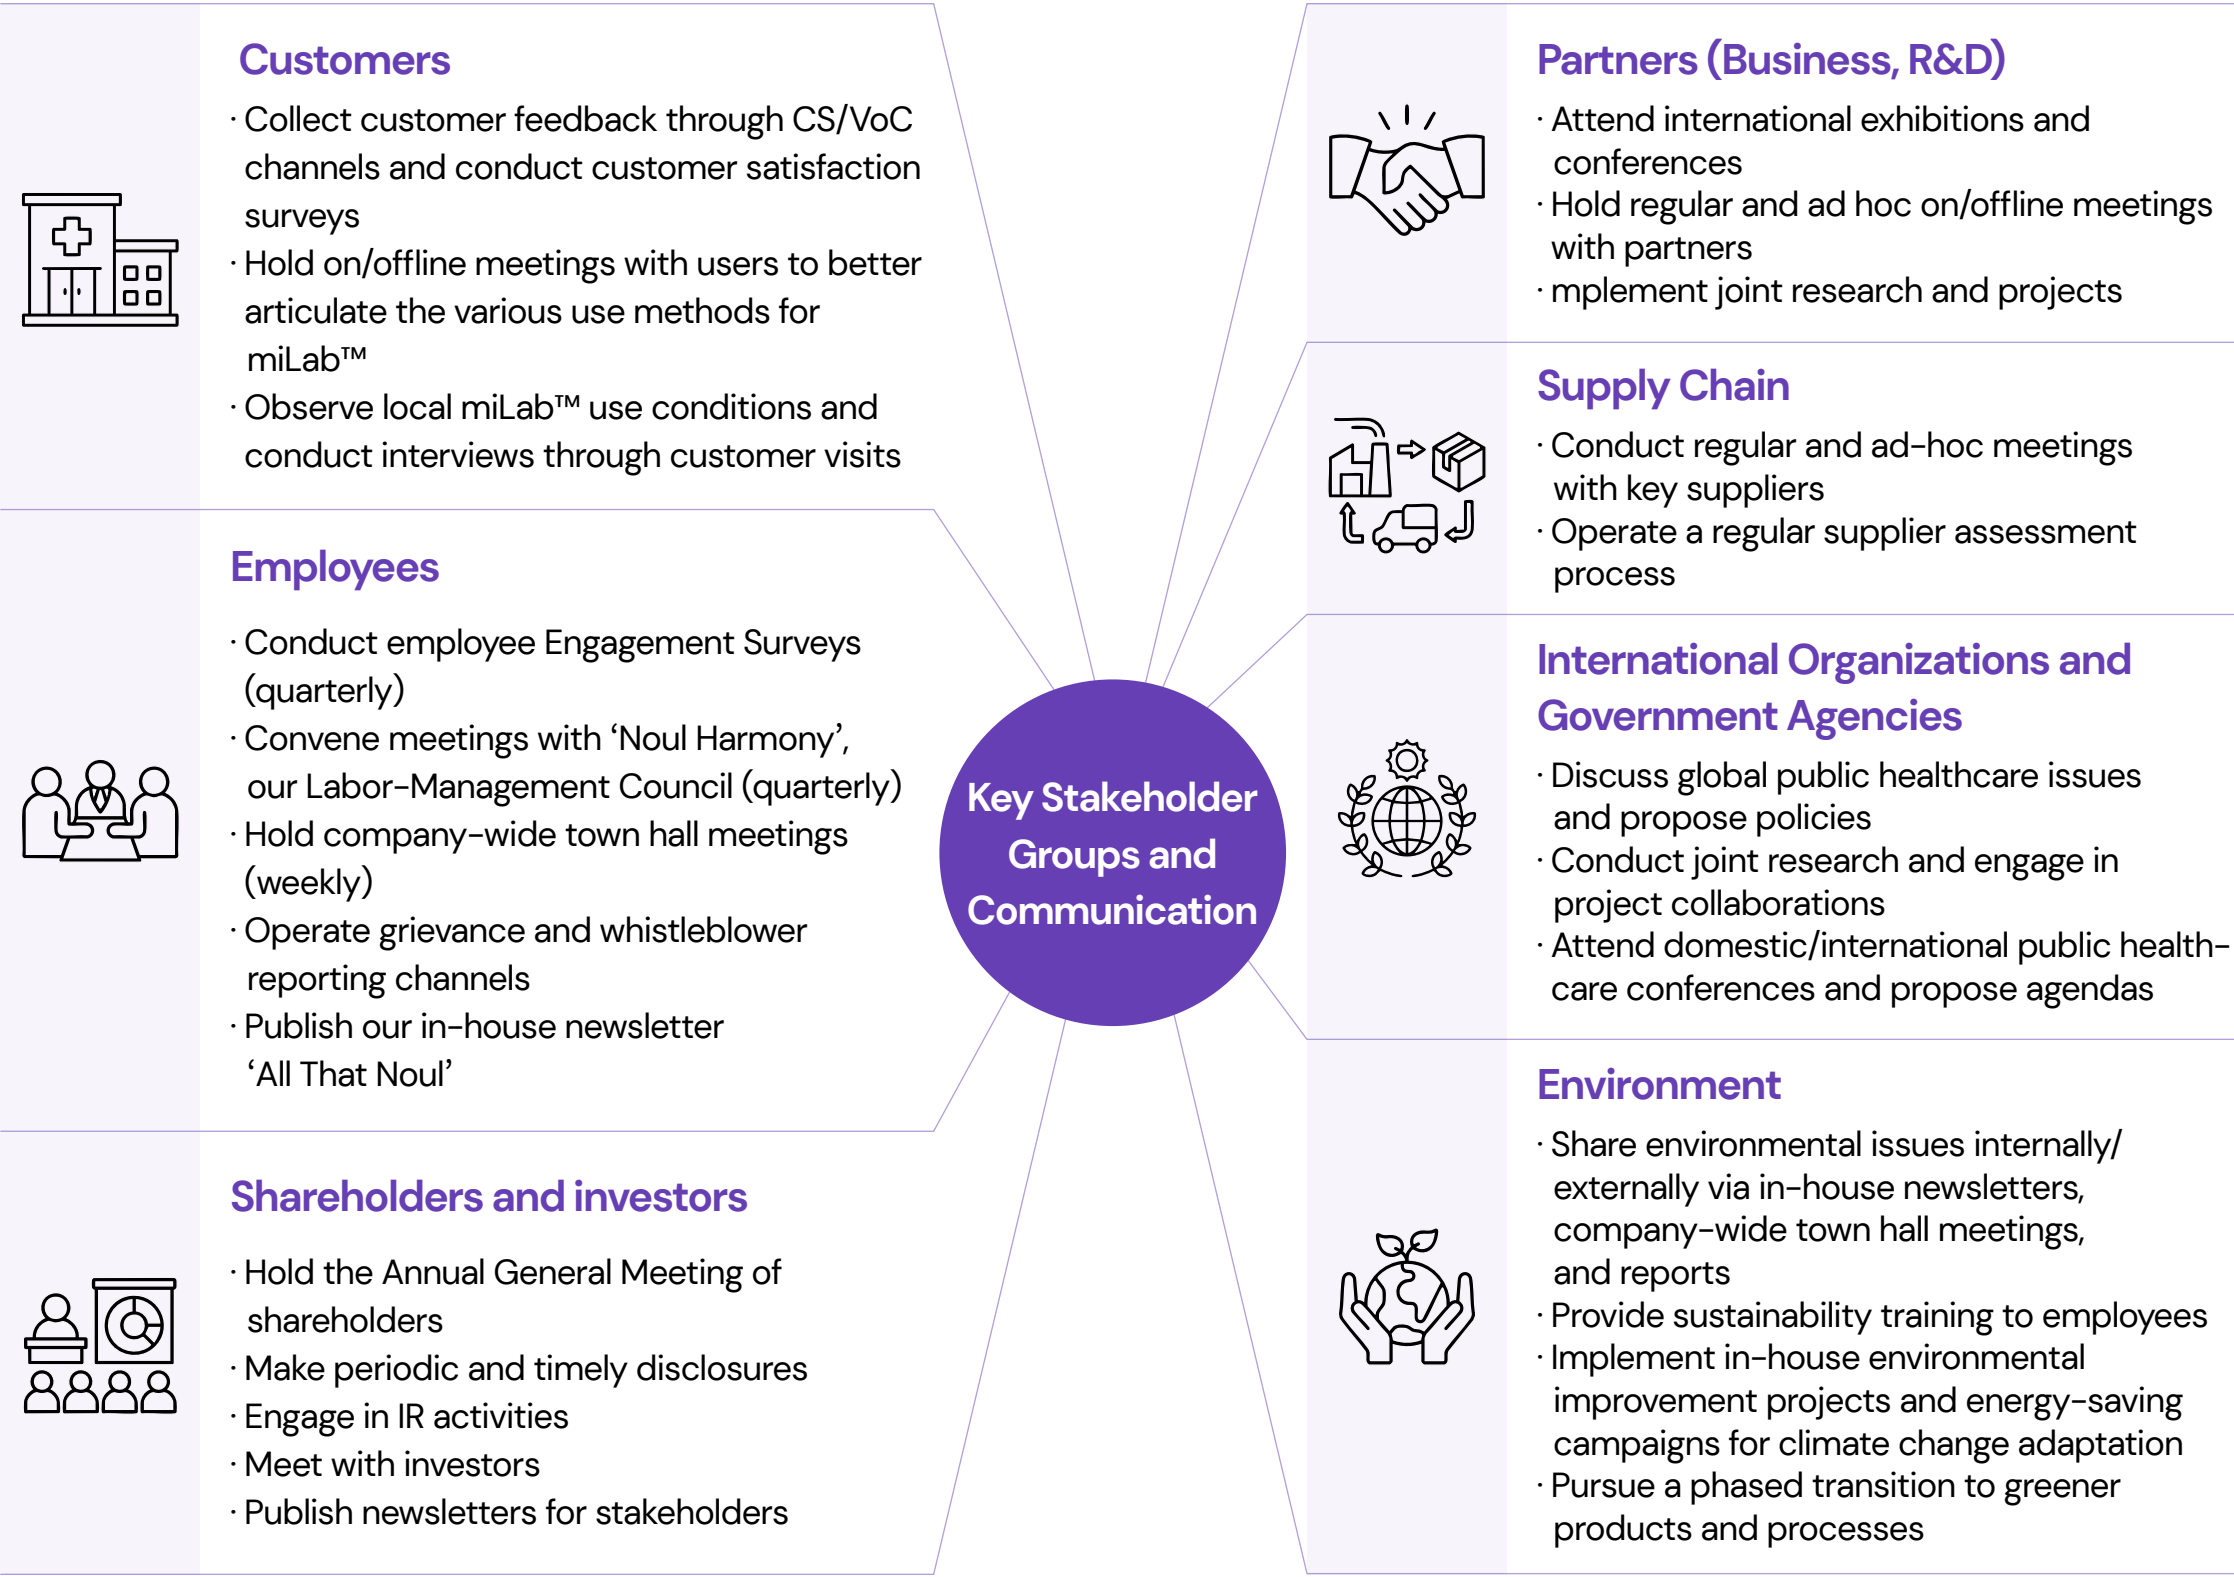 Customers
· Collect customer feedback through CS/VoC
channels and conduct customer satisfaction
surveys
· Hold on/offline meetings with users to better
articulate the various use methods for
miLab™
· Observe local miLab™ use conditions and
conduct interviews through customer visits
Employees
· Conduct employee Engagement Surveys
(quarterly)
· Convene meetings with ‘Noul Harmony’,
our Labor-Management Council (quarterly)
· Hold company-wide town hall meetings
(weekly)
· Operate grievance and whistleblower
reporting channels
· Publish our in-house newsletter
‘All That Noul’
Shareholders and investors
· Hold the Annual General Meeting of
shareholders
· Make periodic and timely disclosures
· Engage in IR activities
· Meet with investors
· Publish newsletters for stakeholders
Key Stakeholder
Groups and
Communication
Partners (Business, R&D)
· Attend international exhibitions and
conferences
· Hold regular and ad hoc on/offline meetings
with partners
· mplement joint research and projects
Supply Chain
· Conduct regular and ad-hoc meetings
with key suppliers
· Operate a regular supplier assessment
process
International Organizations and
Government Agencies
· Discuss global public healthcare issues
and propose policies
· Conduct joint research and engage in
project collaborations
· Attend domestic/international public health-
care conferences and propose agendas
Environment
· Share environmental issues internally/
externally via in-house newsletters,
company-wide town hall meetings,
and reports
· Provide sustainability training to employees
· Implement in-house environmental
improvement projects and energy-saving
campaigns for climate change adaptation
· Pursue a phased transition to greener
products and processes